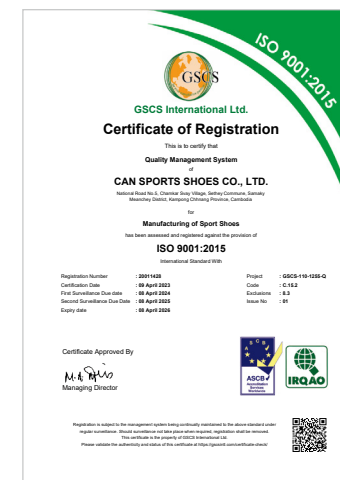 ISO 9001:2015
GSCS
GSCS International Ltd.
Certificate of Registration
This is to certify that
Quality Management System
of
CAN SPORTS SHOES CO., LTD.
National Road No.5, Chamkar Svay Village, Sethey Commune, Samaky
Meanchey District, Kampong Chhnang Province, Cambodia
for
Manufacturing of Sport Shoes
has been assessed and registered against the provision of
ISO 9001:2015
International Standard With
Registration Number : 20011428 Project : GSCS-110-1255-Q
Certification Date : 09 April 2023 Code : C.15.2
First Surveillance Due date : 08 April 2024 Exclusions : 8.3
Second Surveillance Due Date : 08 April 2025 Issue No : 01
Expiry date : 08 April 2026
Certificate Approved By
Managing Director
ASCB
Accreditation
Services
Worldwide
IRQAO
Registration is subject to the management system being continually maintained to the above standard under
regular surveillance. Should surveillance not take place when required, registration shall be removed.
This certificate is the property of GSCS International Ltd.
Please validate the authenticity and status of this certificate at https://gscsintl.com/certificate-check/